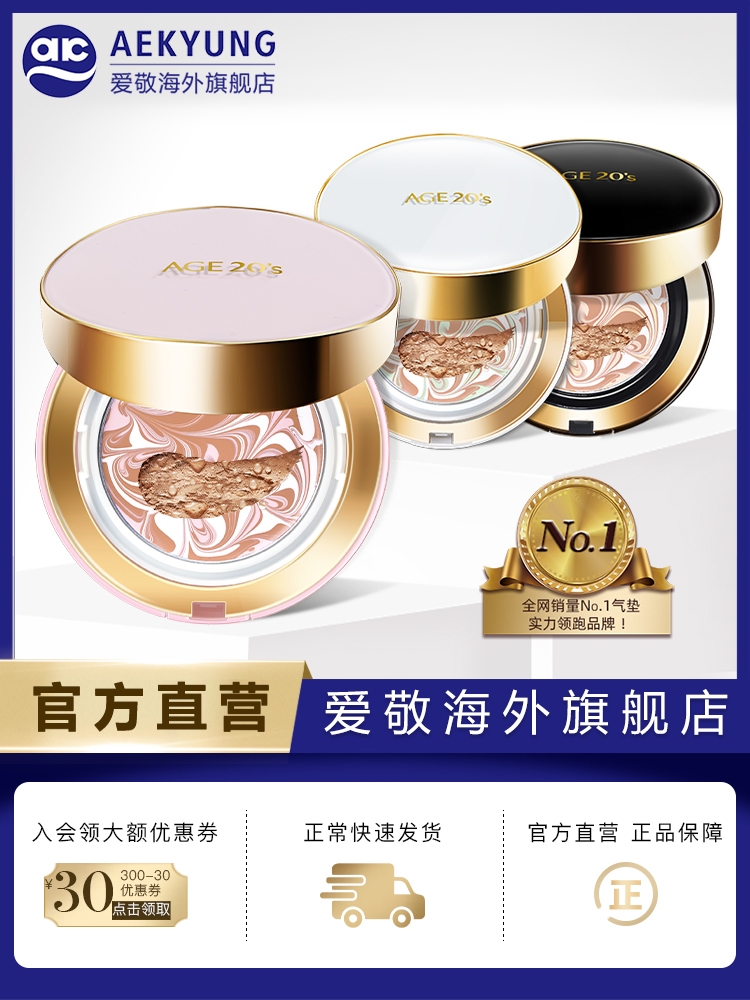 aic
AEKYUNG
爱敬海外旗舰店
AGE 20's
AGE 20's
GE 20's
No.1
全网销量No.1气垫
实力领跑品牌！
官方直营
爱敬海外旗舰店
入会领大额优惠券
¥30
300-30
优惠券
点击领取
正常快速发货
官方直营 正品保障
正